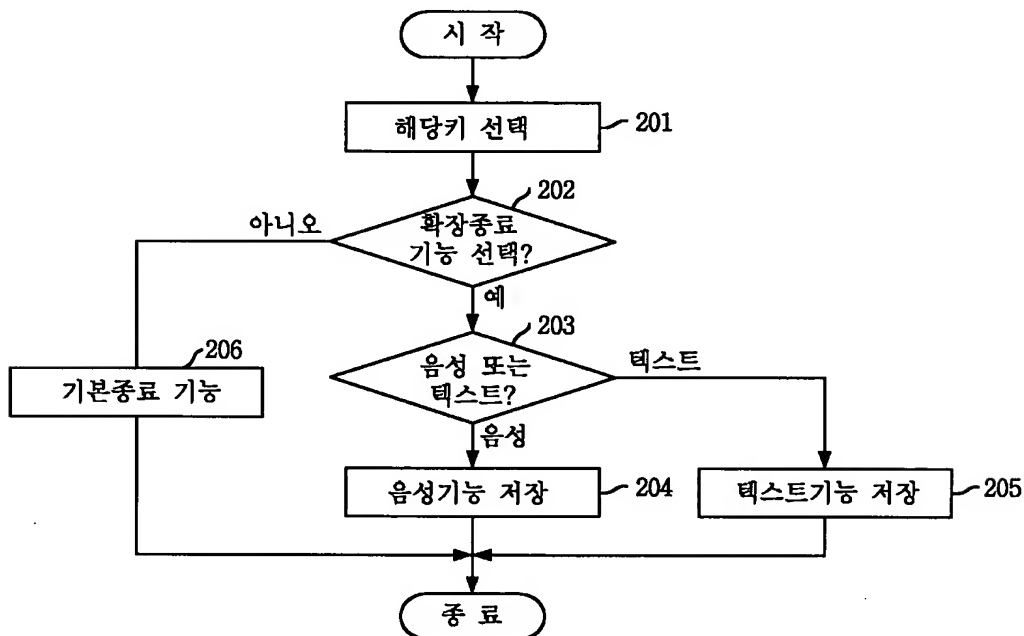 시 작
해당키 선택
201
202
확장종료
기능 선택?
아니오
예
203
음성 또는
텍스트?
텍스트
206
기본종료 기능
음성
음성기능 저장
204
텍스트기능 저장
205
종 료